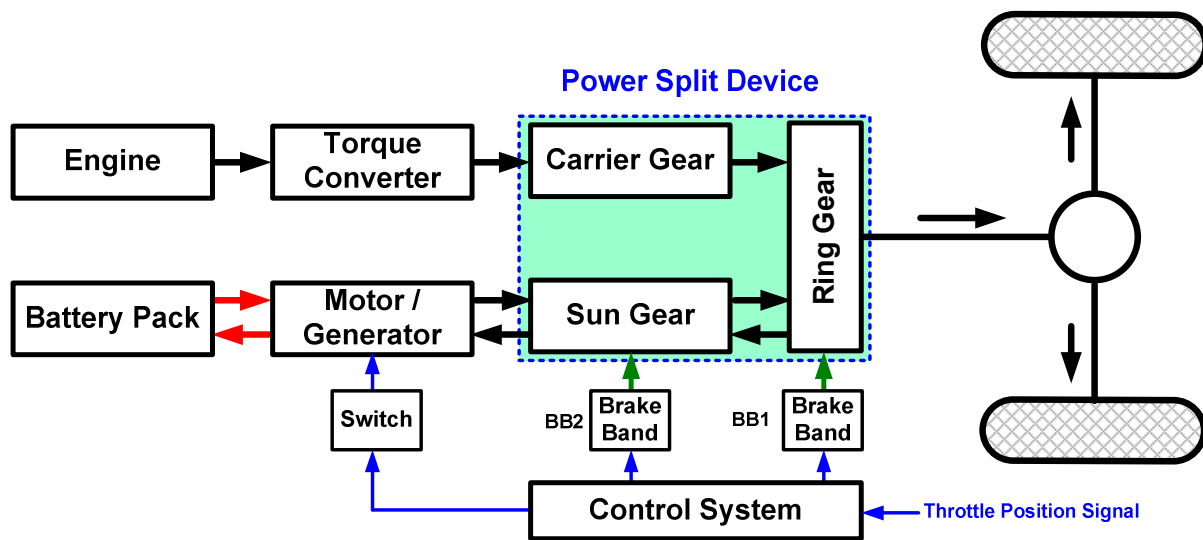 Power Split Device
Engine
Torque
Converter
Carrier Gear
Ring Gear
Battery Pack
Motor /
Generator
Sun Gear
Switch
BB2
Brake
Band
BB1
Brake
Band
Control System
Throttle Position Signal